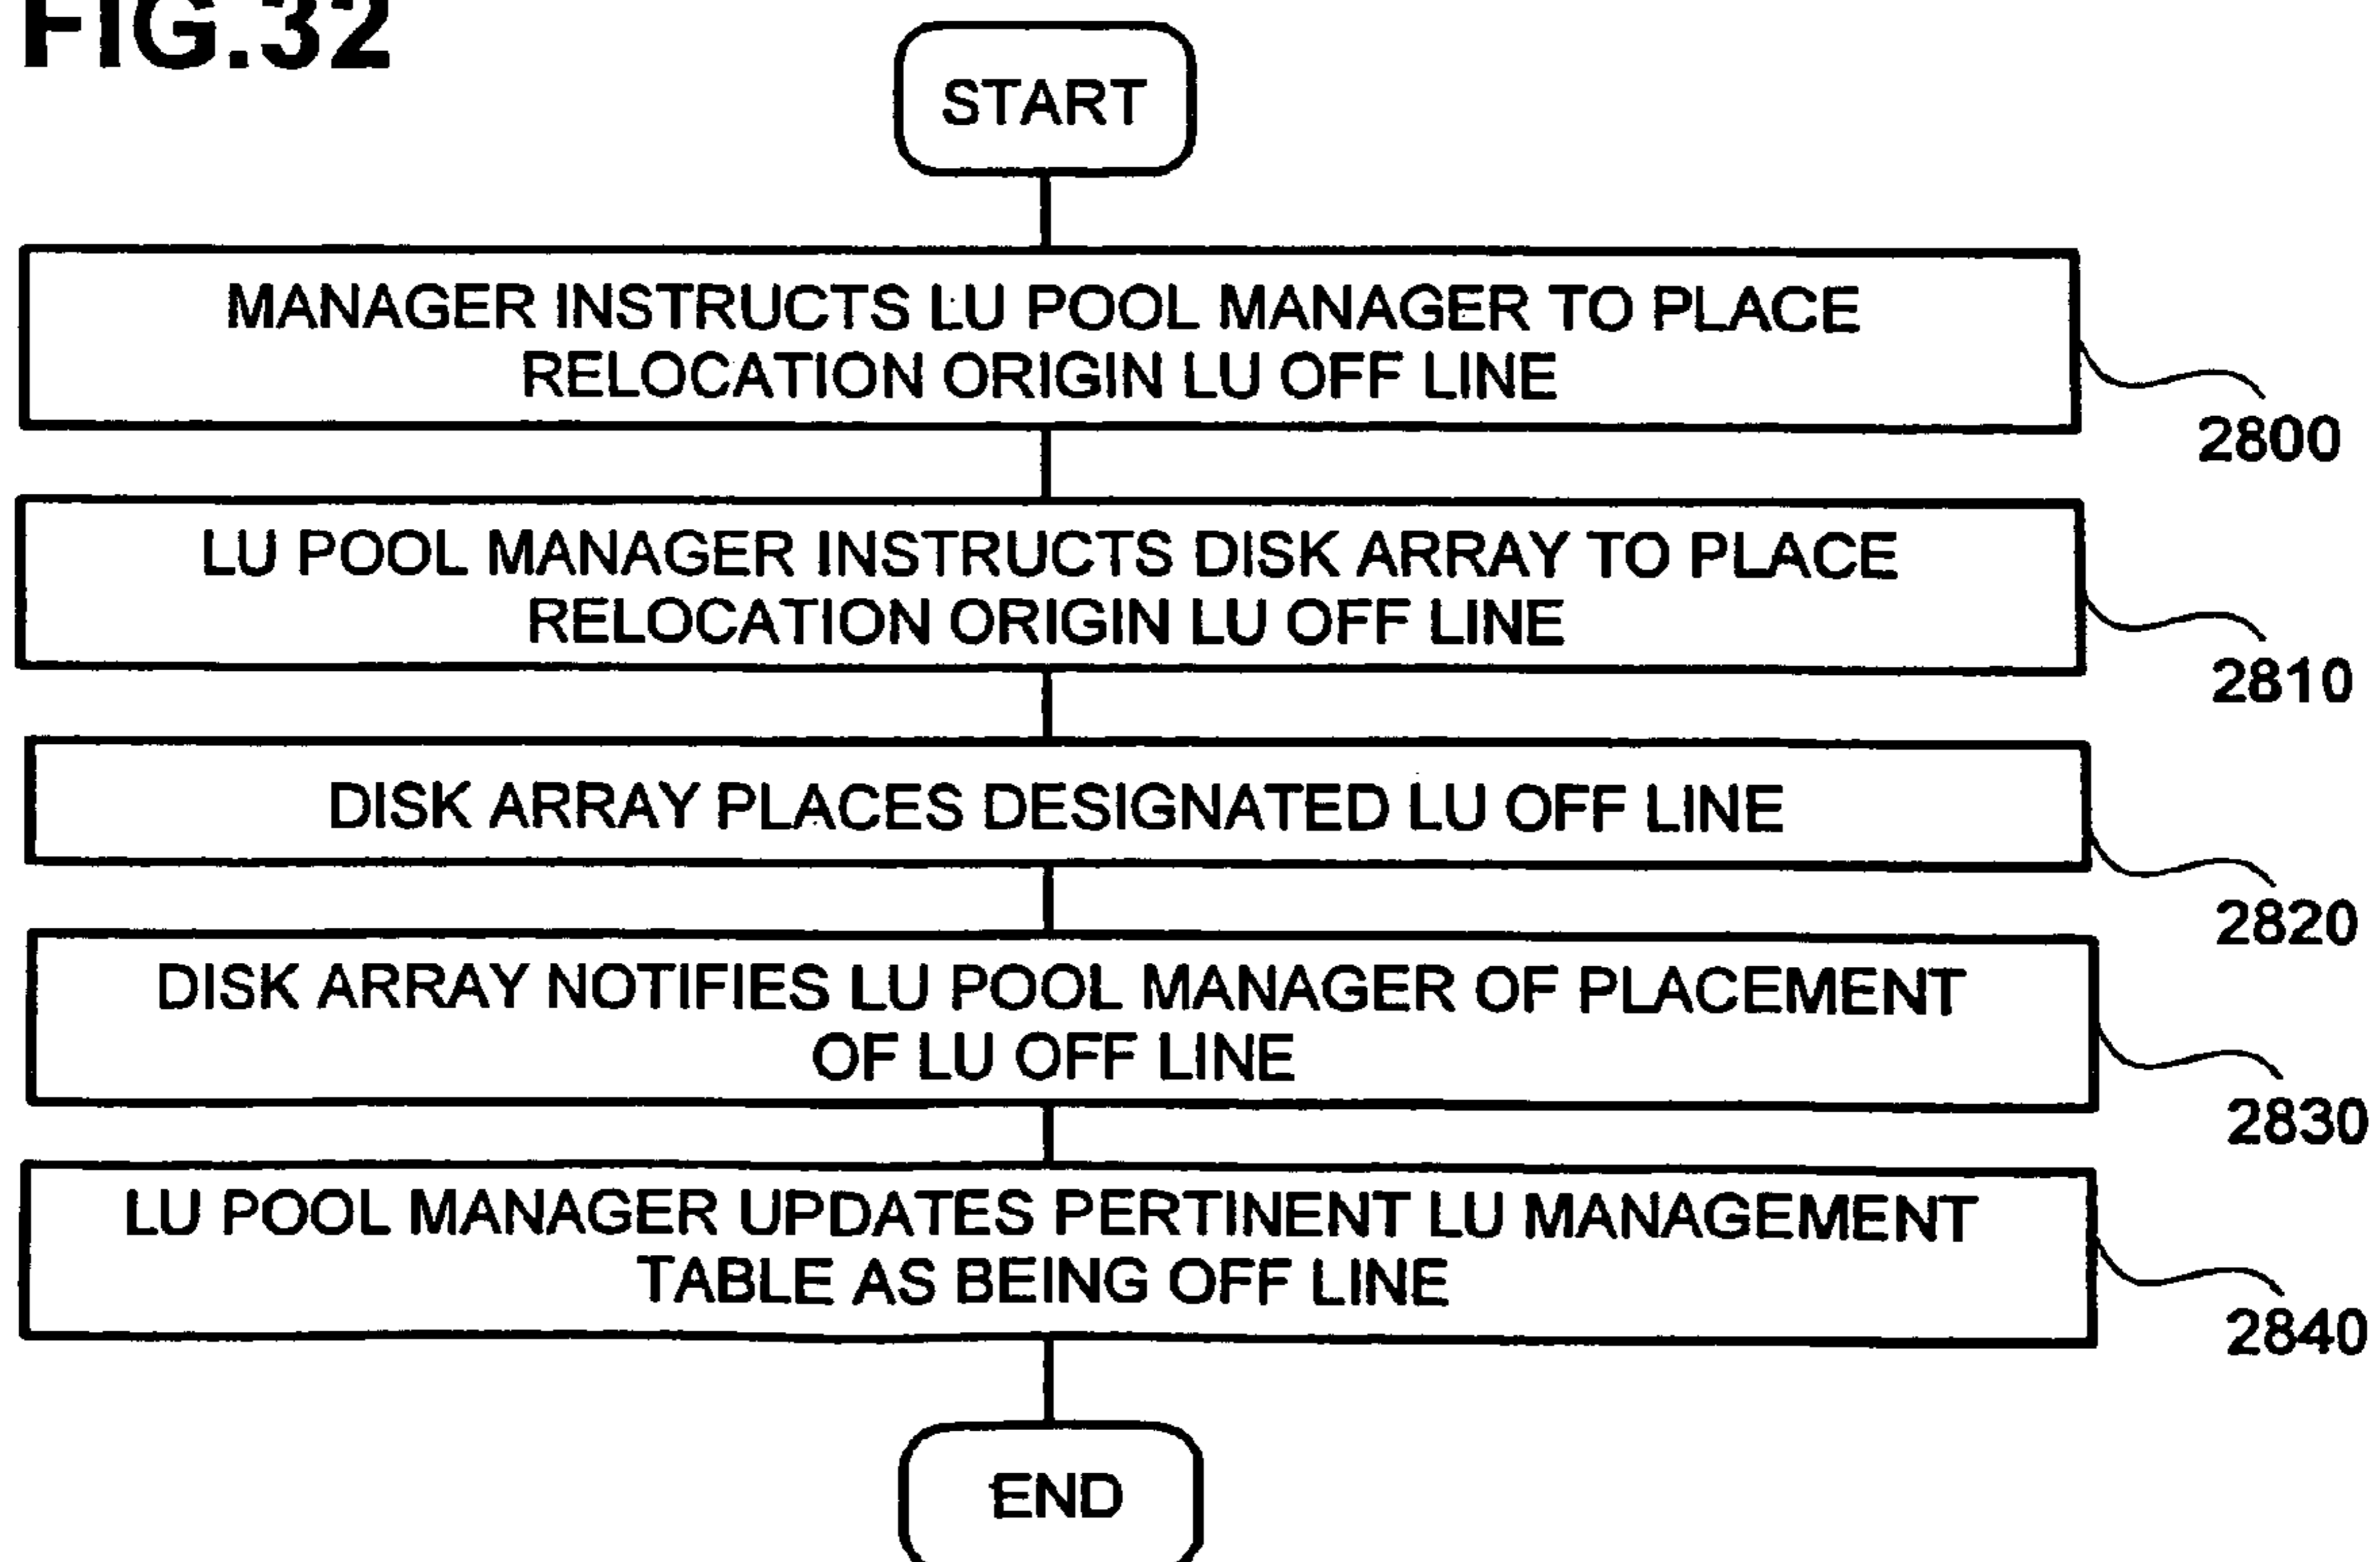 FIG.32
START
MANAGER INSTRUCTS LU POOL MANAGER TO PLACE
RELOCATION ORIGIN LU OFF LINE
2800
LU POOL MANAGER INSTRUCTS DISK ARRAY TO PLACE
RELOCATION ORIGIN LU OFF LINE
2810
DISK ARRAY PLACES DESIGNATED LU OFF LINE
2820
DISK ARRAY NOTIFIES LU POOL MANAGER OF PLACEMENT
OF LU OFF LINE
2830
LU POOL MANAGER UPDATES PERTINENT LU MANAGEMENT
TABLE AS BEING OFF LINE
2840
END